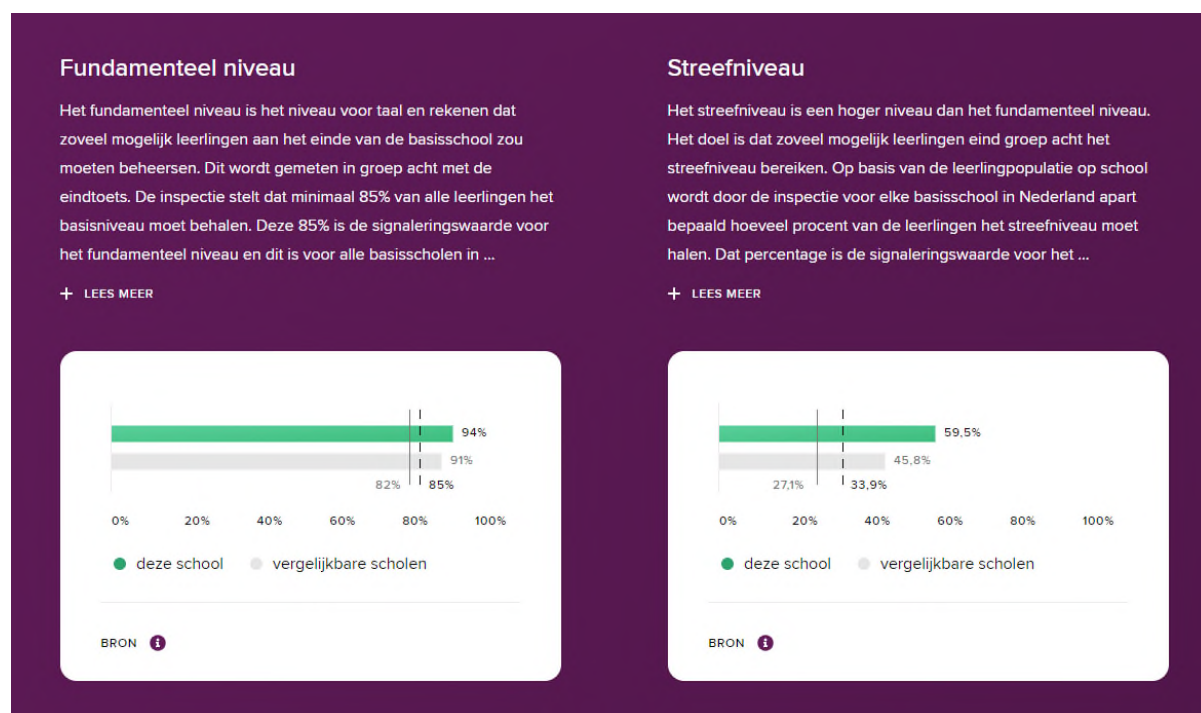 Fundamenteel niveau
Het fundamenteel niveau is het niveau voor taal en rekenen dat
zoveel mogelijk leerlingen aan het einde van de basisschool zou
moeten beheersen. Dit wordt gemeten in groep acht met de
eindtoets. De inspectie stelt dat minimaal 85% van alle leerlingen het
basisniveau moet behalen. Deze 85% is de signaleringswaarde voor
het fundamenteel niveau en dit is voor alle basisscholen in ...
+ LEES MEER
94%
91%
82% 85%
0% 20% 40% 60% 80% 100%
deze school vergelijkbare scholen
BRON i
Streefniveau
Het streefniveau is een hoger niveau dan het fundamenteel niveau.
Het doel is dat zoveel mogelijk leerlingen eind groep acht het
streefniveau bereiken. Op basis van de leerlingpopulatie op school
wordt door de inspectie voor elke basisschool in Nederland apart
bepaald hoeveel procent van de leerlingen het streefniveau moet
halen. Dat percentage is de signaleringswaarde voor het ...
+ LEES MEER
59,5%
45,8%
27,1% 33,9%
0% 20% 40% 60% 80% 100%
deze school vergelijkbare scholen
BRON i